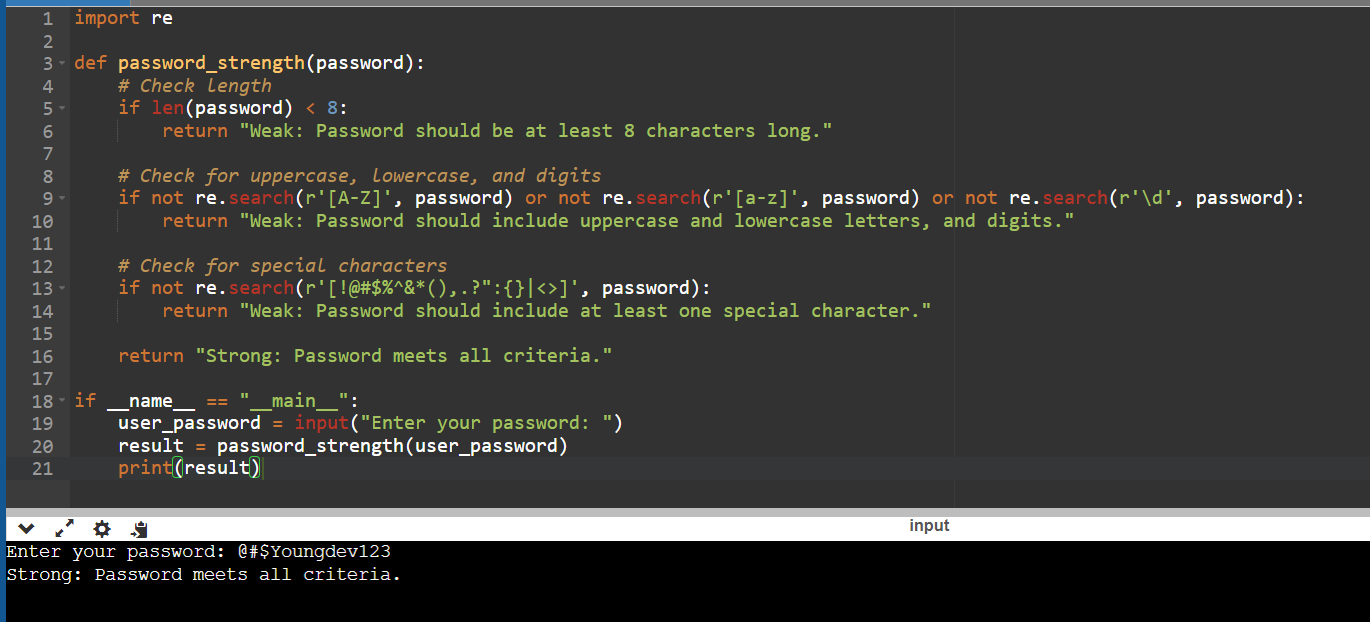 1 import re
2
3 def password_strength(password):
4     # Check length
5     if len(password) < 8:
6         return "Weak: Password should be at least 8 characters long."
7
8     # Check for uppercase, lowercase, and digits
9     if not re.search(r'[A-Z]', password) or not re.search(r'[a-z]', password) or not re.search(r'\d', password):
10         return "Weak: Password should include uppercase and lowercase letters, and digits."
11
12     # Check for special characters
13     if not re.search(r'[!@#$%^&*(),.?":{}|<>]', password):
14         return "Weak: Password should include at least one special character."
15
16     return "Strong: Password meets all criteria."
17
18 if __name__ == "__main__":
19     user_password = input("Enter your password: ")
20     result = password_strength(user_password)
21     print(result)
input
Enter your password: @#$Youngdev123
Strong: Password meets all criteria.